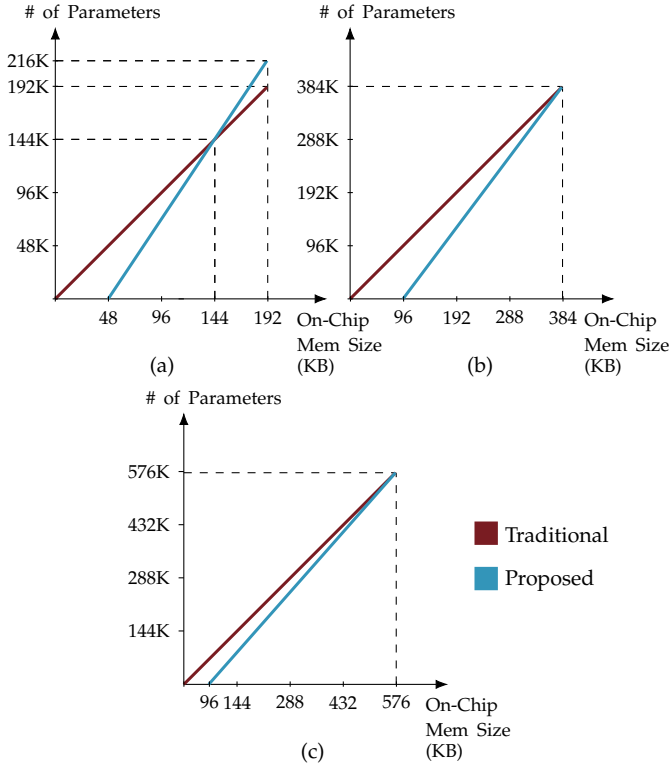 # of Parameters
216K
192K
144K
96K
48K
48 96 144 192 On-Chip
Mem Size
(KB)
(a)
# of Parameters
384K
288K
192K
96K
96 192 288 384 On-Chip
Mem Size
(KB)
(b)
# of Parameters
576K
432K
288K
144K
96 144 288 432 576 On-Chip
Mem Size
(KB)
(c)
Traditional
Proposed